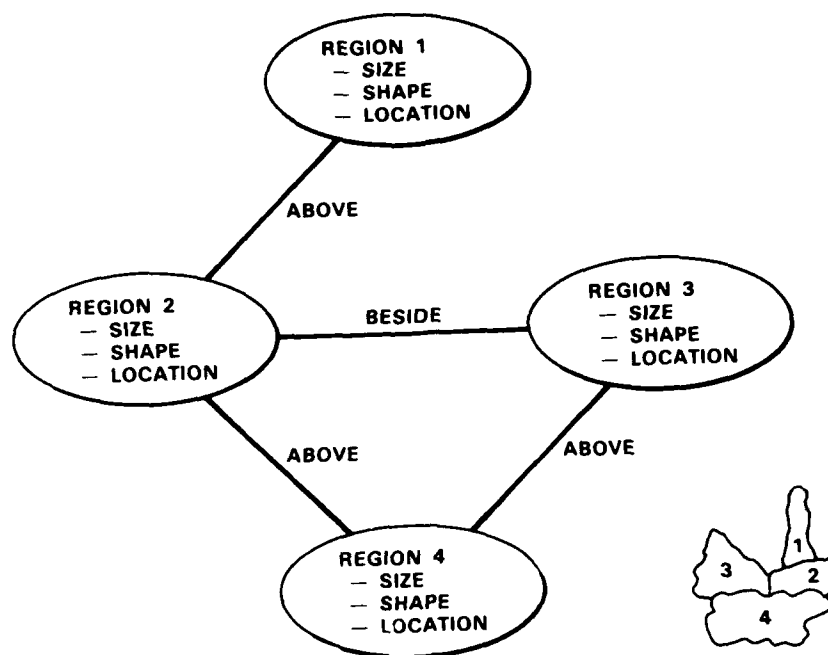 REGION 1
— SIZE
— SHAPE
— LOCATION
ABOVE
REGION 2
— SIZE
— SHAPE
— LOCATION
BESIDE
REGION 3
— SIZE
— SHAPE
— LOCATION
ABOVE
ABOVE
REGION 4
— SIZE
— SHAPE
— LOCATION
1
3
2
4